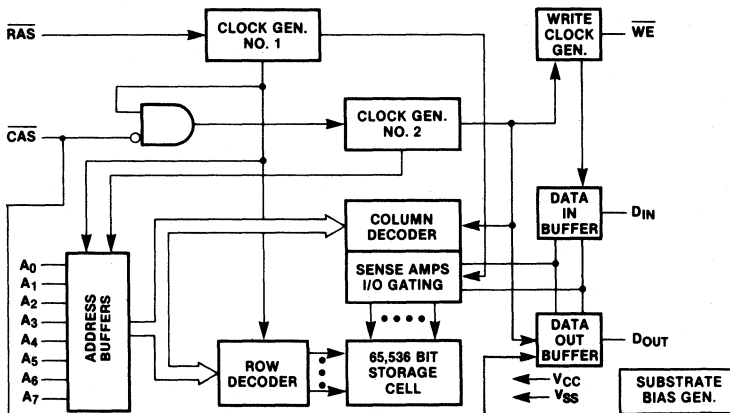 RAS
CLOCK GEN.
NO. 1
WRITE
CLOCK
GEN.
WE
CAS
CLOCK GEN.
NO. 2
DATA
IN
BUFFER
DIN
COLUMN
DECODER
SENSE AMPS
I/O GATING
A0
A1
A2
A3
A4
A5
A6
A7
ADDRESS
BUFFERS
ROW
DECODER
65,536 BIT
STORAGE
CELL
DATA
OUT
BUFFER
DOUT
VCC
VSS
SUBSTRATE
BIAS GEN.